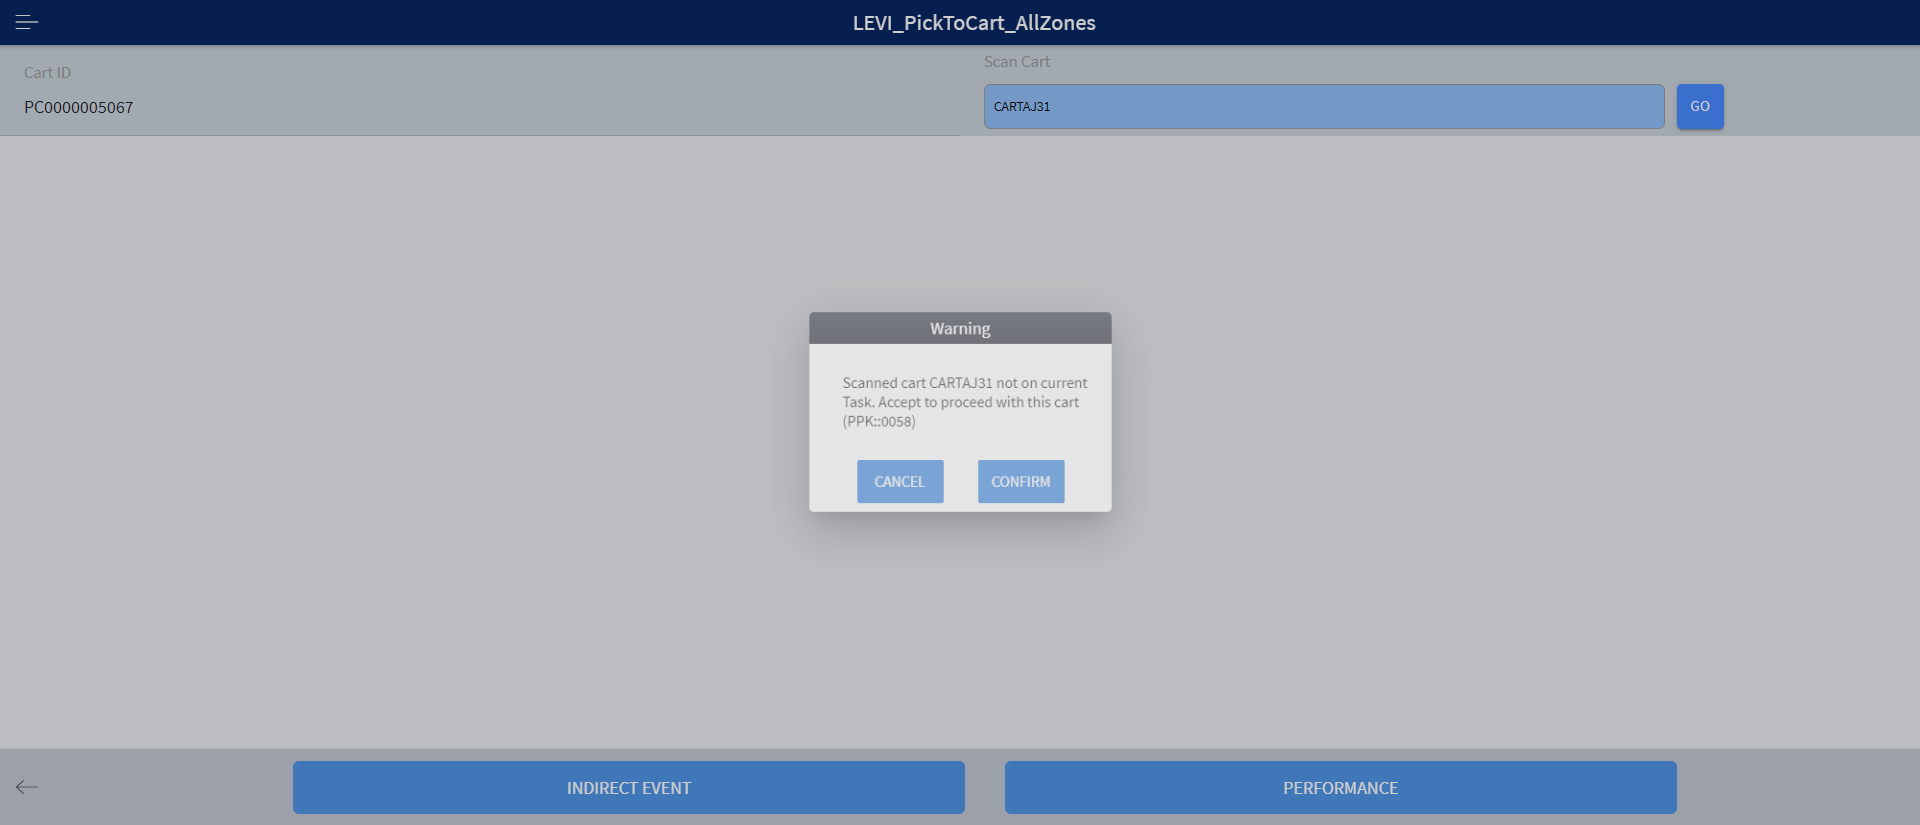 LEVI_PickToCart_AllZones
Cart ID
PC0000005067
Scan Cart
CARTAJ31
GO
Warning
Scanned cart CARTAJ31 not on current
Task. Accept to proceed with this cart
(PPK::0058)
CANCEL
CONFIRM
INDIRECT EVENT
PERFORMANCE